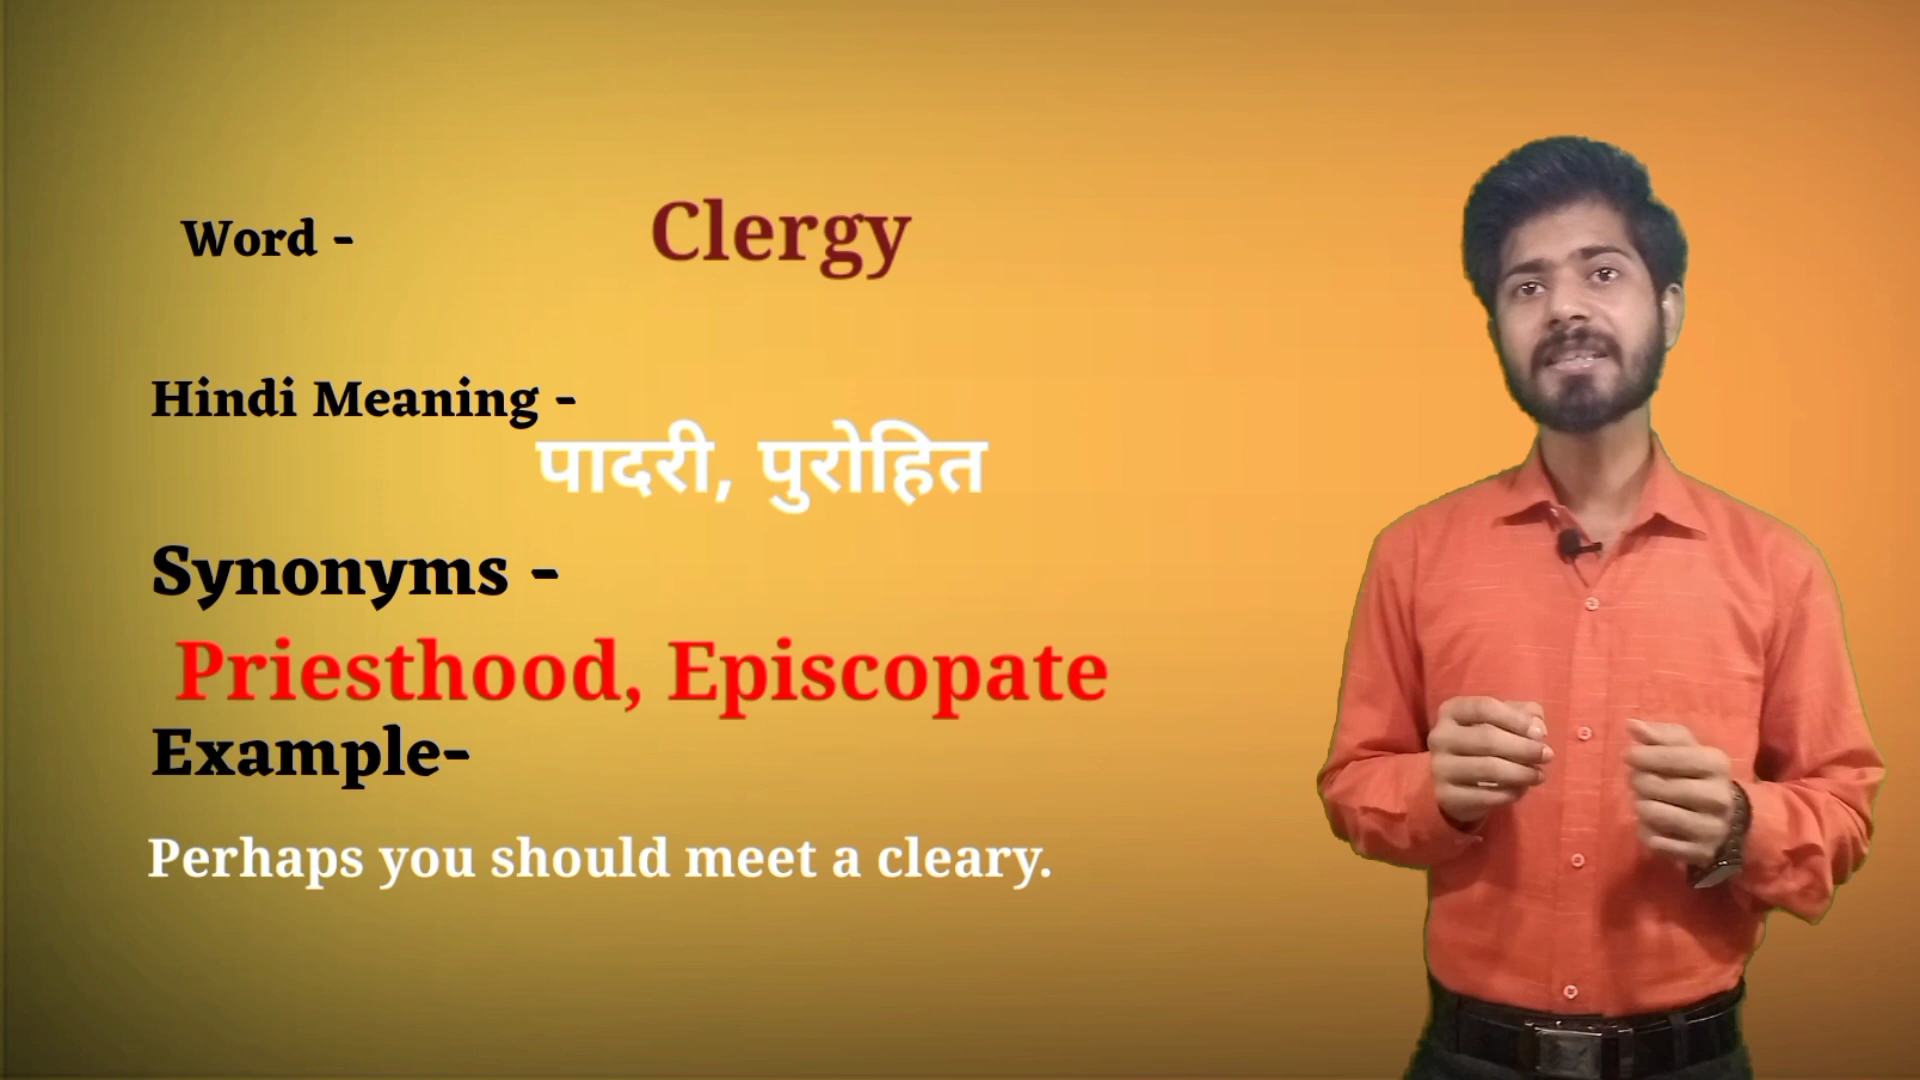 Word - Clergy
Hindi Meaning -
पादरी, पुरोहित
Synonyms -
Priesthood, Episcopate
Example-
Perhaps you should meet a cleary.